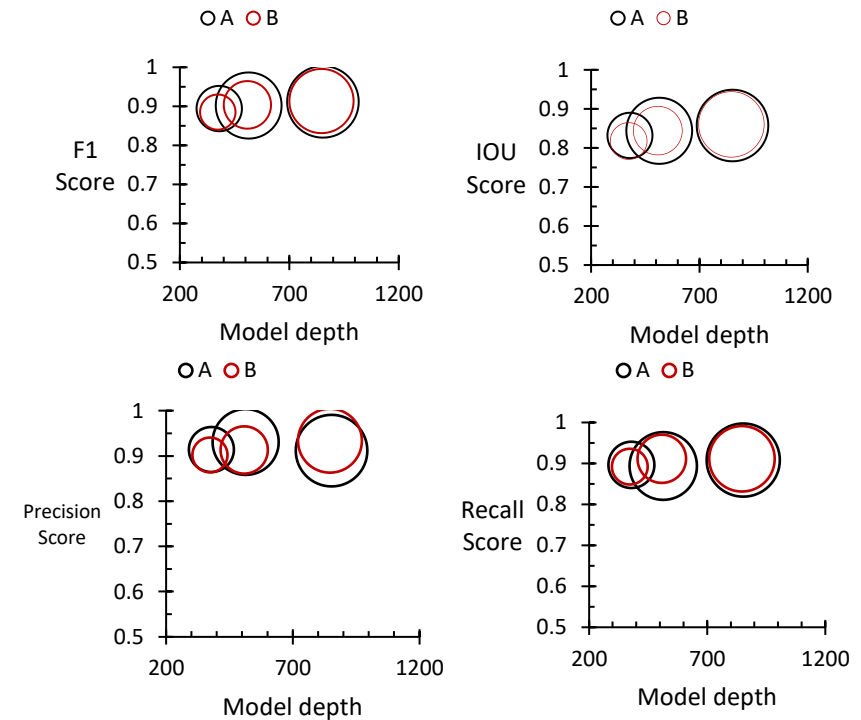 A B
1
0.9
0.8
0.7
0.6
0.5
F1
Score
200 700 1200
Model depth
A B
1
0.9
0.8
0.7
0.6
0.5
IOU
Score
200 700 1200
Model depth
A B
1
0.9
0.8
0.7
0.6
0.5
Precision
Score
200 700 1200
Model depth
A B
1
0.9
0.8
0.7
0.6
0.5
Recall
Score
200 700 1200
Model depth